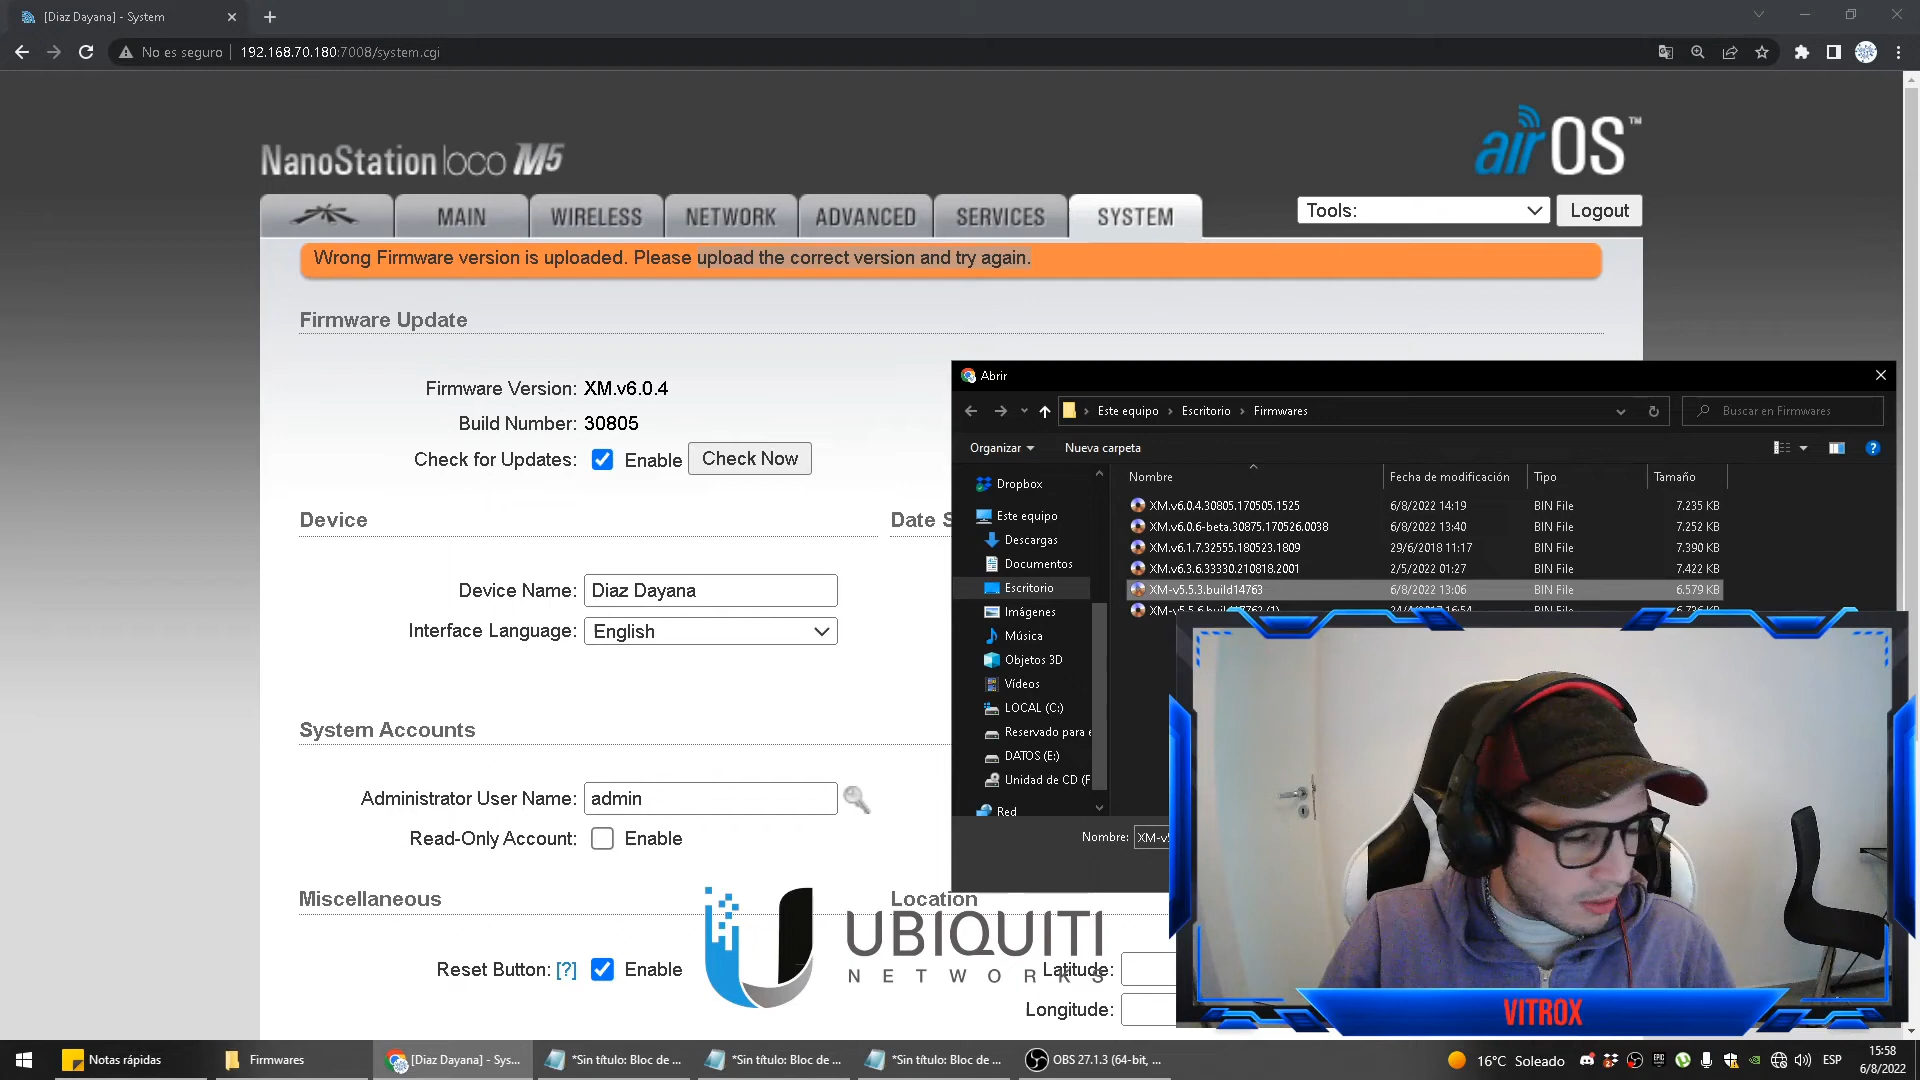 [Diaz Dayana] - System
No es seguro
192.168.70.180:7008/system.cgi
NanoStation loco M5
airOS™
MAIN
WIRELESS
NETWORK
ADVANCED
SERVICES
SYSTEM
Tools:
Logout
Wrong Firmware version is uploaded. Please upload the correct version and try again.
Firmware Update
Firmware Version: XM.v6.0.4
Build Number: 30805
Check for Updates: Enable Check Now
Device
Date S
Device Name: Diaz Dayana
Interface Language: English
System Accounts
Administrator User Name: admin
Read-Only Account: Enable
Miscellaneous
Location
Reset Button: [?] Enable
Latitude:
Longitude:
UBIQUITI
NETWORKS
Abrir
Este equipo
Escritorio
Firmwares
Buscar en Firmwares
Organizar
Nueva carpeta
Nombre
Fecha de modificación
Tipo
Tamaño
XM.v6.0.4.30805.170505.1525 6/8/2022 14:19 BIN File 7.235 KB
XM.v6.0.6-beta.30875.170526.0038 6/8/2022 13:40 BIN File 7.252 KB
XM.v6.1.7.32555.180523.1809 29/6/2018 11:17 BIN File 7.390 KB
XM.v6.3.6.33330.210818.2001 2/5/2022 01:27 BIN File 7.422 KB
XM-v5.5.3.build14763 6/8/2022 13:06 BIN File 6.579 KB
Dropbox
Este equipo
Descargas
Documentos
Escritorio
Imágenes
Música
Objetos 3D
Vídeos
LOCAL (C:)
Reservado para e
DATOS (E:)
Unidad de CD (F
Red
Nombre: XM-v5
VITROX
Notas rápidas
Firmwares
[Diaz Dayana] - Sys...
*Sin título: Bloc de ...
*Sin título: Bloc de ...
*Sin título: Bloc de ...
OBS 27.1.3 (64-bit, ...
16°C Soleado
ESP
15:58
6/8/2022